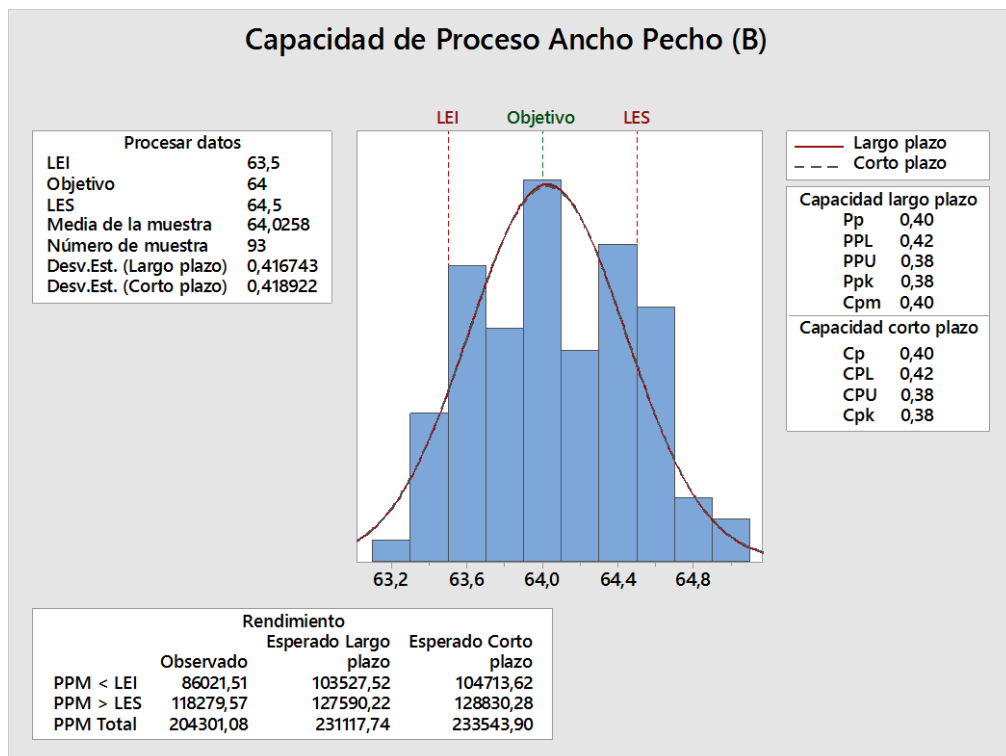 Capacidad de Proceso Ancho Pecho (B)
LEI Objetivo LES
Procesar datos
LEI 63,5
Objetivo 64
LES 64,5
Media de la muestra 64,0258
Número de muestra 93
Desv.Est. (Largo plazo) 0,416743
Desv.Est. (Corto plazo) 0,418922
Largo plazo
Corto plazo
Capacidad largo plazo
Pp 0,40
PPL 0,42
PPU 0,38
Ppk 0,38
Cpm 0,40
Capacidad corto plazo
Cp 0,40
CPL 0,42
CPU 0,38
Cpk 0,38
63,2 63,6 64,0 64,4 64,8
Rendimiento
Esperado Largo Esperado Corto
Observado plazo plazo
PPM < LEI 86021,51 103527,52 104713,62
PPM > LES 118279,57 127590,22 128830,28
PPM Total 204301,08 231117,74 233543,90